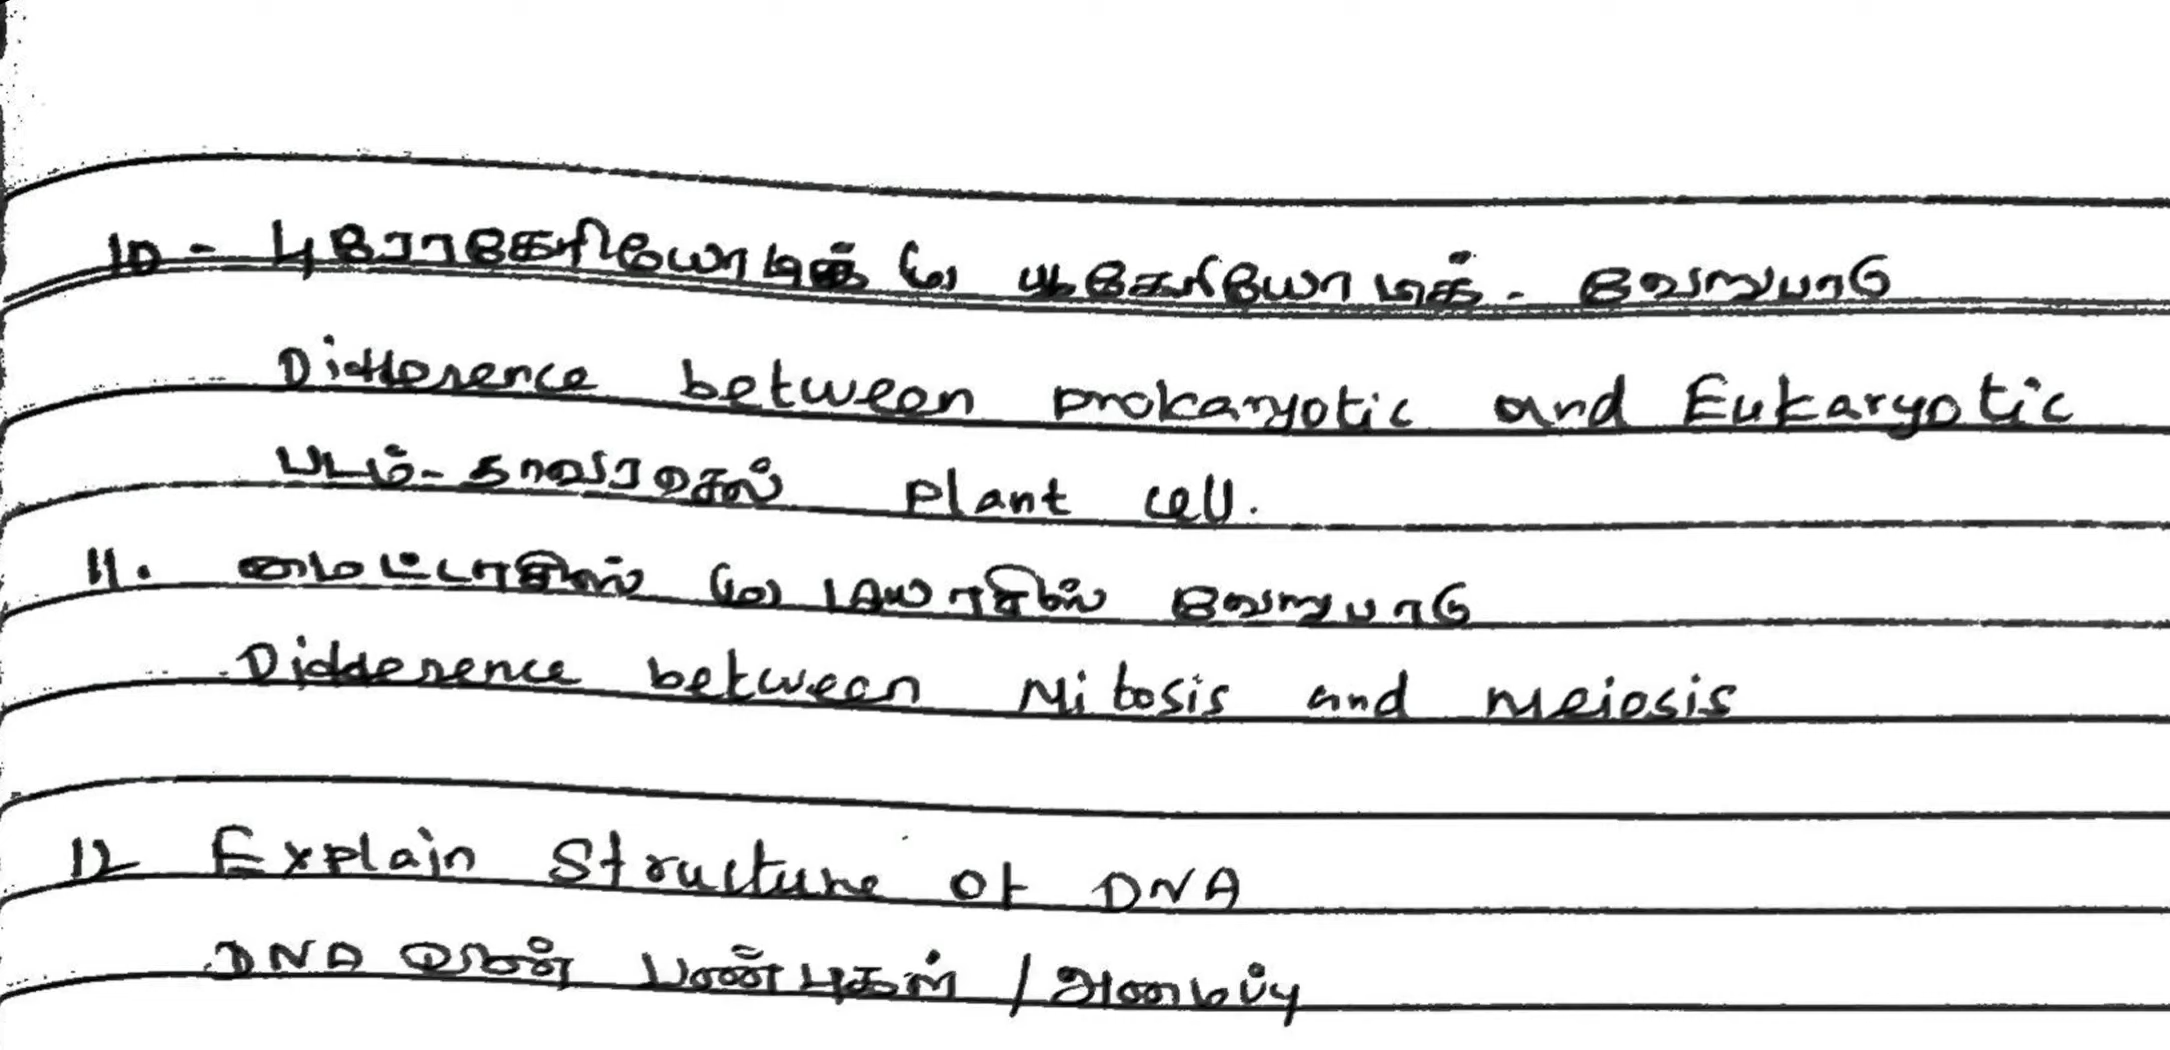 10 - புரோகேரியோடிக் (ம) யூகேரியோடிக் - வேறுபாடு
Difference between prokaryotic and Eukaryotic
படம் - தாவரசெல் plant cell.
11. மைட்டாசிஸ் (ம) மியாசிஸ் வேறுபாடு
Difference between Mitosis and meiosis
12 Explain Structure of DNA
DNA வின் பண்புகள் / அமைப்பு